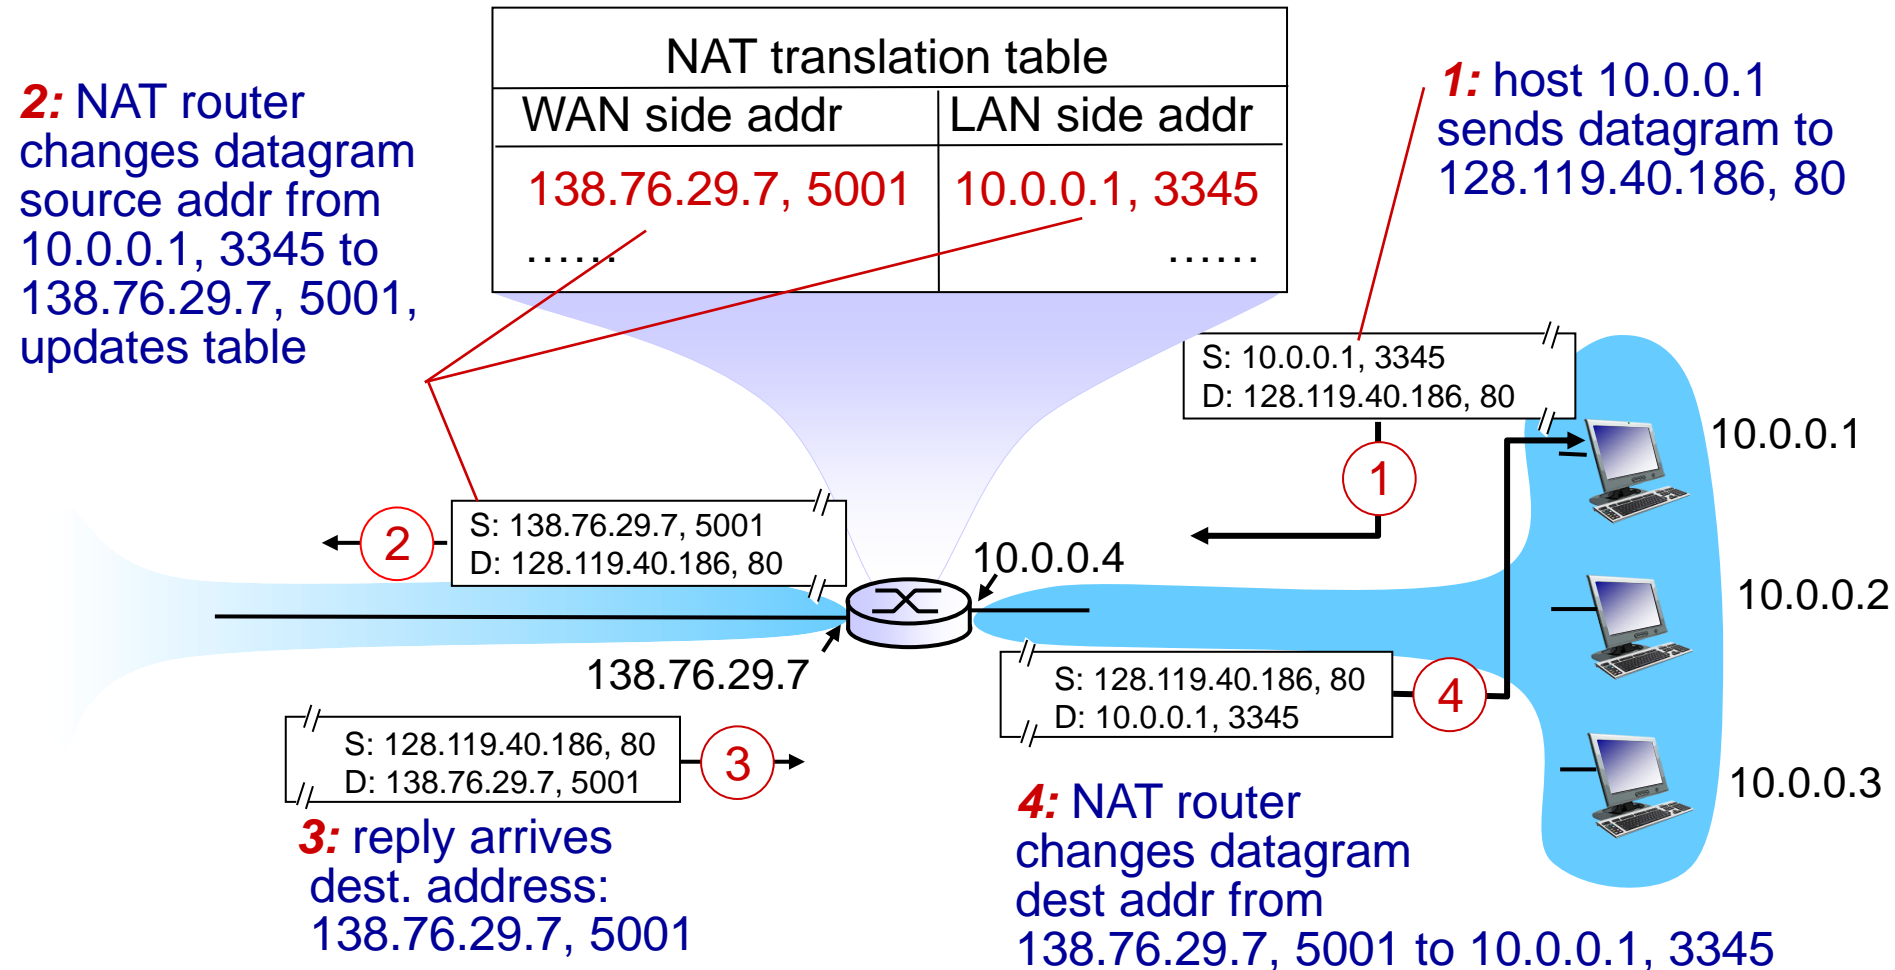 NAT translation table
WAN side addr LAN side addr
138.76.29.7, 5001 10.0.0.1, 3345
...... ......
2: NAT router
changes datagram
source addr from
10.0.0.1, 3345 to
138.76.29.7, 5001,
updates table
1: host 10.0.0.1
sends datagram to
128.119.40.186, 80
S: 10.0.0.1, 3345
D: 128.119.40.186, 80
1
10.0.0.1
S: 138.76.29.7, 5001
D: 128.119.40.186, 80
2
10.0.0.4
10.0.0.2
138.76.29.7
S: 128.119.40.186, 80
D: 10.0.0.1, 3345
4
S: 128.119.40.186, 80
D: 138.76.29.7, 5001
3
10.0.0.3
3: reply arrives
dest. address:
138.76.29.7, 5001
4: NAT router
changes datagram
dest addr from
138.76.29.7, 5001 to 10.0.0.1, 3345